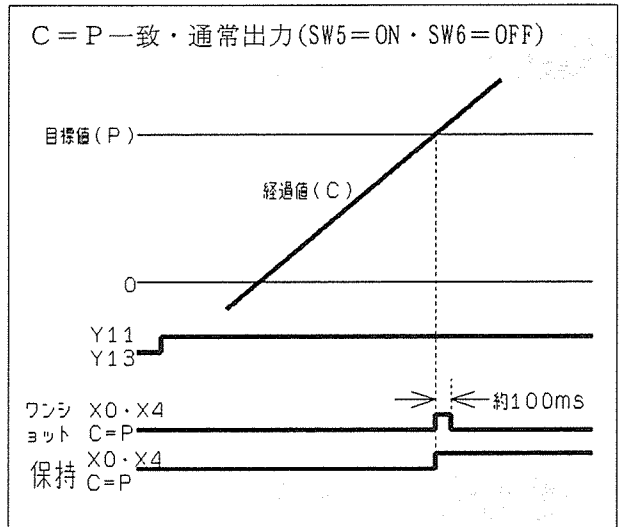 C=P一致・通常出力(SW5=ON・SW6=OFF)
目標値(P)
経過値(C)
0
Y11
Y13
約100ms
ワンシ X0・X4
ョット C=P
保持 X0・X4
C=P